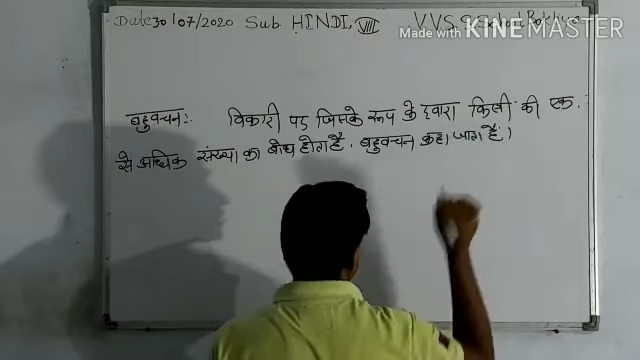 Date 30/07/2020 Sub HINDI, VIII V.V.S.S.
Made with KINEMASTER
बहुवचन: विकारी पद जिसके रूप के द्वारा किसी की एक
से अधिक संख्या का बोध होता है, बहुवचन कहा जाता है।